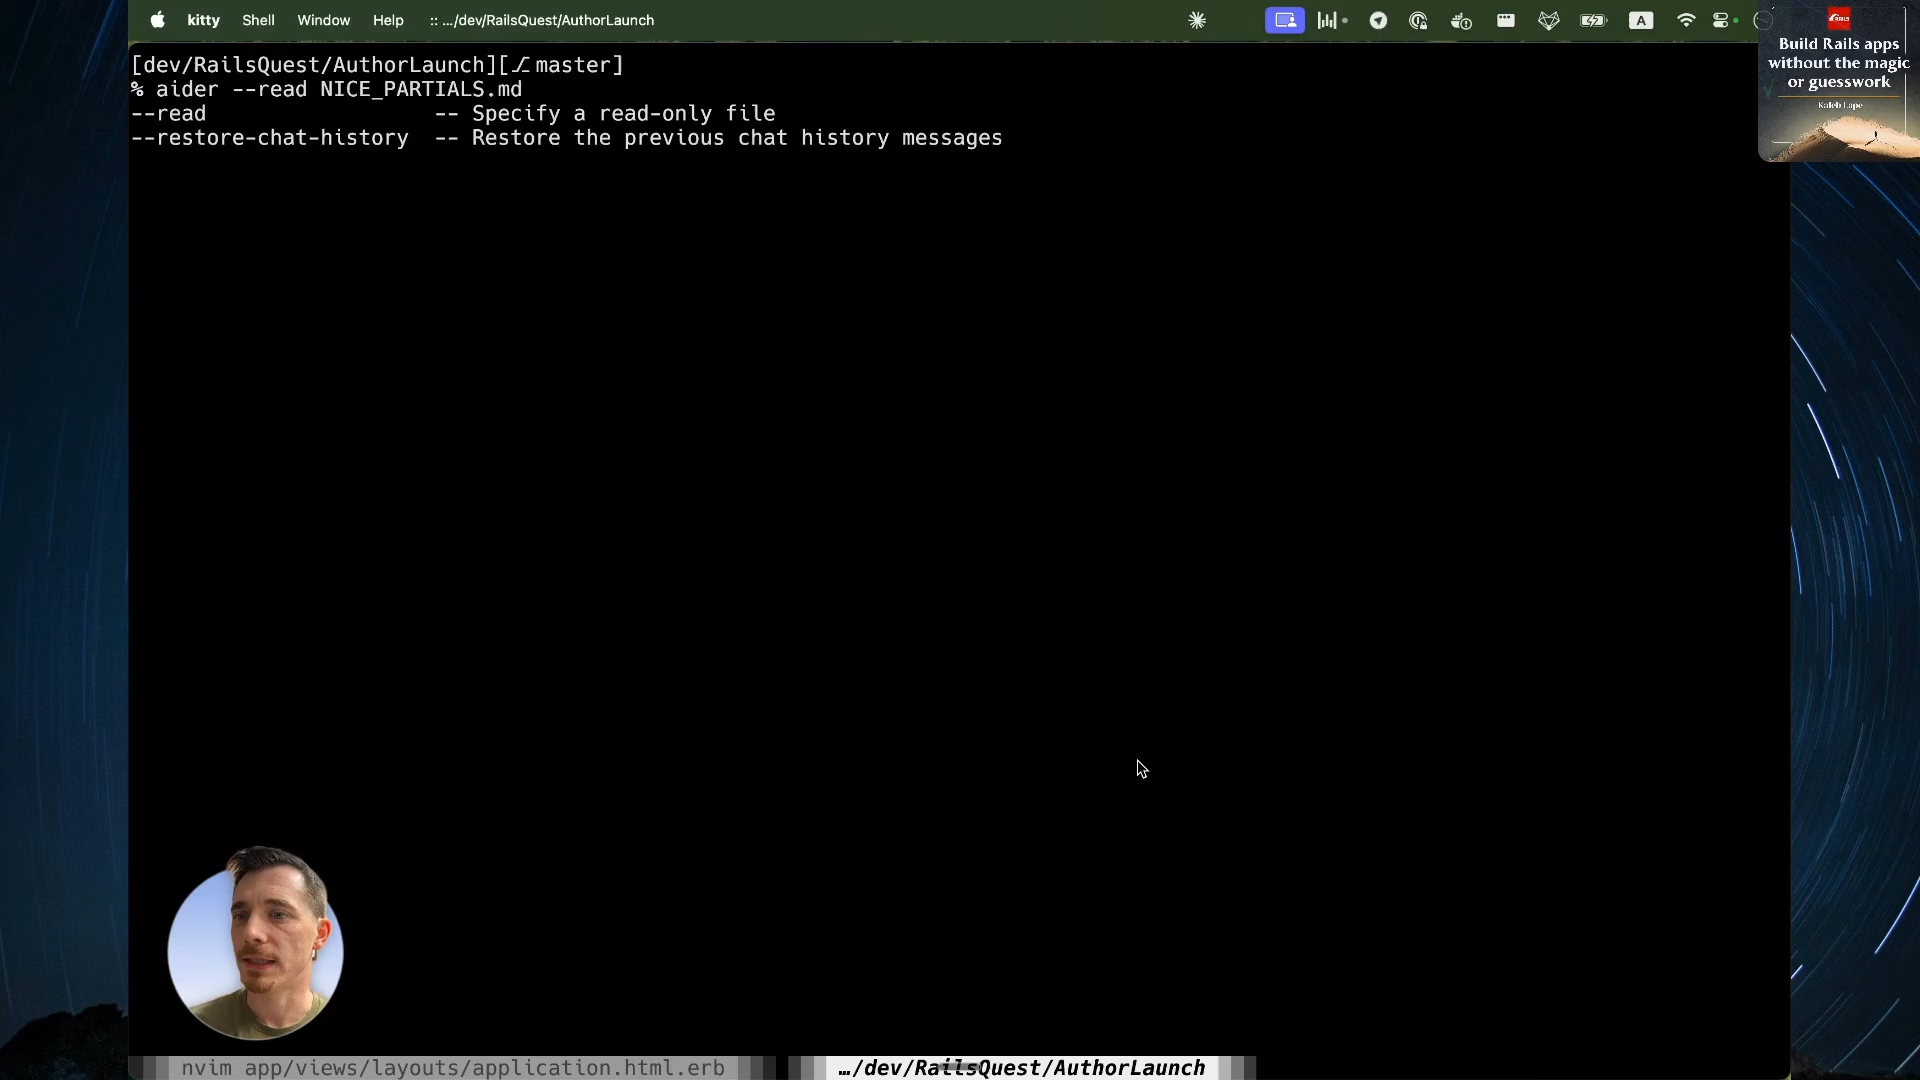 kitty Shell Window Help :: .../dev/RailsQuest/AuthorLaunch
A
RAILS
Build Rails apps
without the magic
or guesswork
Kaleb Lape
[dev/RailsQuest/AuthorLaunch][⎇ master]
% aider --read NICE_PARTIALS.md
--read -- Specify a read-only file
--restore-chat-history -- Restore the previous chat history messages
nvim app/views/layouts/application.html.erb
…/dev/RailsQuest/AuthorLaunch